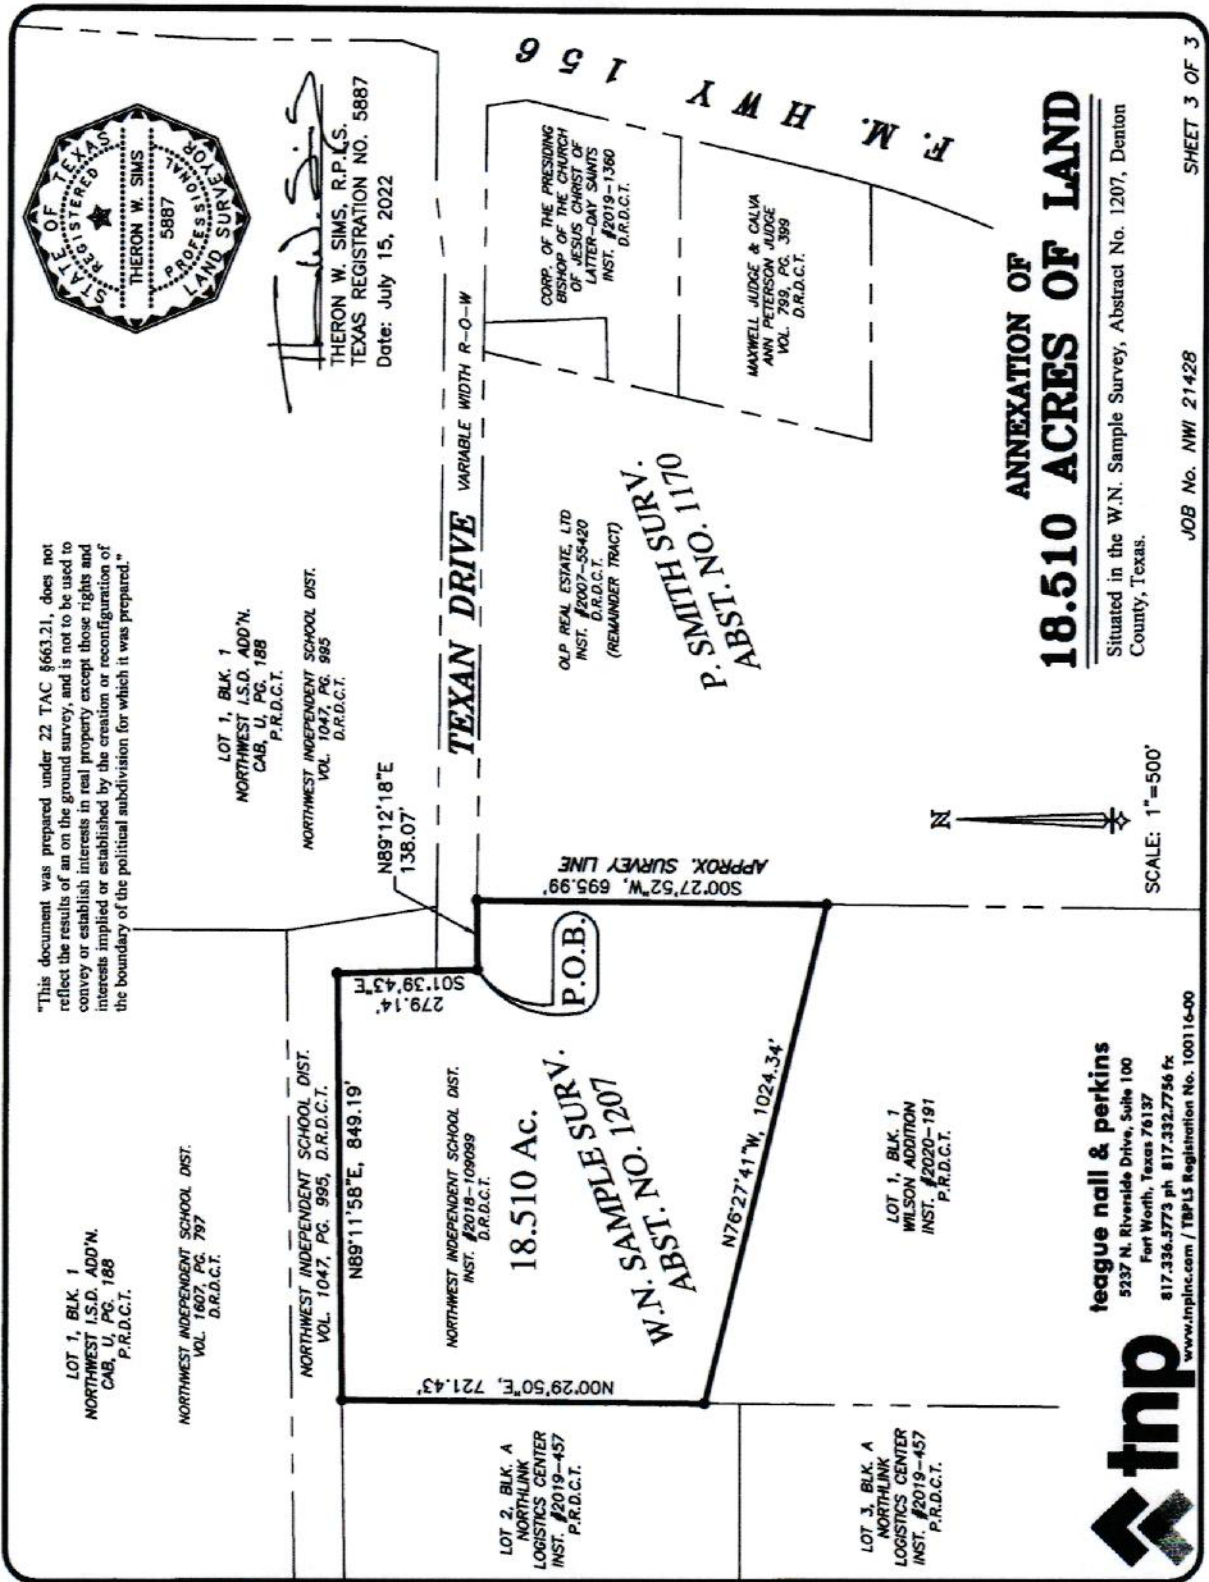 "This document was prepared under 22 TAC §663.21, does not
reflect the results of an on the ground survey, and is not to be used to
convey or establish interests in real property except those rights and
interests implied or established by the creation or reconfiguration of
the boundary of the political subdivision for which it was prepared."
STATE OF TEXAS
REGISTERED
THERON W. SIMS
5887
PROFESSIONAL
LAND SURVEYOR
THERON W. SIMS, R.P.L.S.
TEXAS REGISTRATION NO. 5887
Date: July 15, 2022
LOT 1, BLK. 1
NORTHWEST I.S.D. ADD'N.
CAB, U, PG. 188
P.R.D.C.T.
NORTHWEST INDEPENDENT SCHOOL DIST.
VOL. 1607, PG. 797
D.R.D.C.T.
LOT 1, BLK. 1
NORTHWEST I.S.D. ADD'N.
CAB, U, PG. 188
P.R.D.C.T.
NORTHWEST INDEPENDENT SCHOOL DIST.
VOL. 1047, PG. 995
D.R.D.C.T.
NORTHWEST INDEPENDENT SCHOOL DIST.
VOL. 1047, PG. 995, D.R.D.C.T.
N89°11'58"E, 849.19'
279.14'
S01°39'43"E
N89°12'18"E
138.07'
TEXAN DRIVE
VARIABLE WIDTH R-O-W
F. M. HWY 156
NORTHWEST INDEPENDENT SCHOOL DIST.
INST. #2018-109099
D.R.D.C.T.
18.510 Ac.
P.O.B.
W.N. SAMPLE SURV.
ABST. NO. 1207
N00°29'50"E, 721.43'
S00°27'52"W, 695.99'
APPROX. SURVEY LINE
N76°27'41"W, 1024.34'
OLP REAL ESTATE, LTD
INST. #2007-55420
D.R.D.C.T.
(REMAINDER TRACT)
P. SMITH SURV.
ABST. NO. 1170
CORP. OF THE PRESIDING
BISHOP OF THE CHURCH
OF JESUS CHRIST OF
LATTER-DAY SAINTS
INST. #2019-1360
D.R.D.C.T.
MAXWELL JUDGE & CALVA
ANN PETERSON JUDGE
VOL. 799, PG. 399
D.R.D.C.T.
LOT 2, BLK. A
NORTHLINK
LOGISTICS CENTER
INST. #2019-457
P.R.D.C.T.
LOT 3, BLK. A
NORTHLINK
LOGISTICS CENTER
INST. #2019-457
P.R.D.C.T.
LOT 1, BLK. 1
WILSON ADDITION
INST. #2020-191
P.R.D.C.T.
N
SCALE: 1"=500'
ANNEXATION OF
18.510 ACRES OF LAND
Situated in the W.N. Sample Survey, Abstract No. 1207, Denton
County, Texas.
tnp
teague nall & perkins
5237 N. Riverside Drive, Suite 100
Fort Worth, Texas 76137
817.336.5773 ph 817.332.7756 fx
www.tnpinc.com / TBPLS Registration No. 100116-00
JOB No. NWI 21428
SHEET 3 OF 3